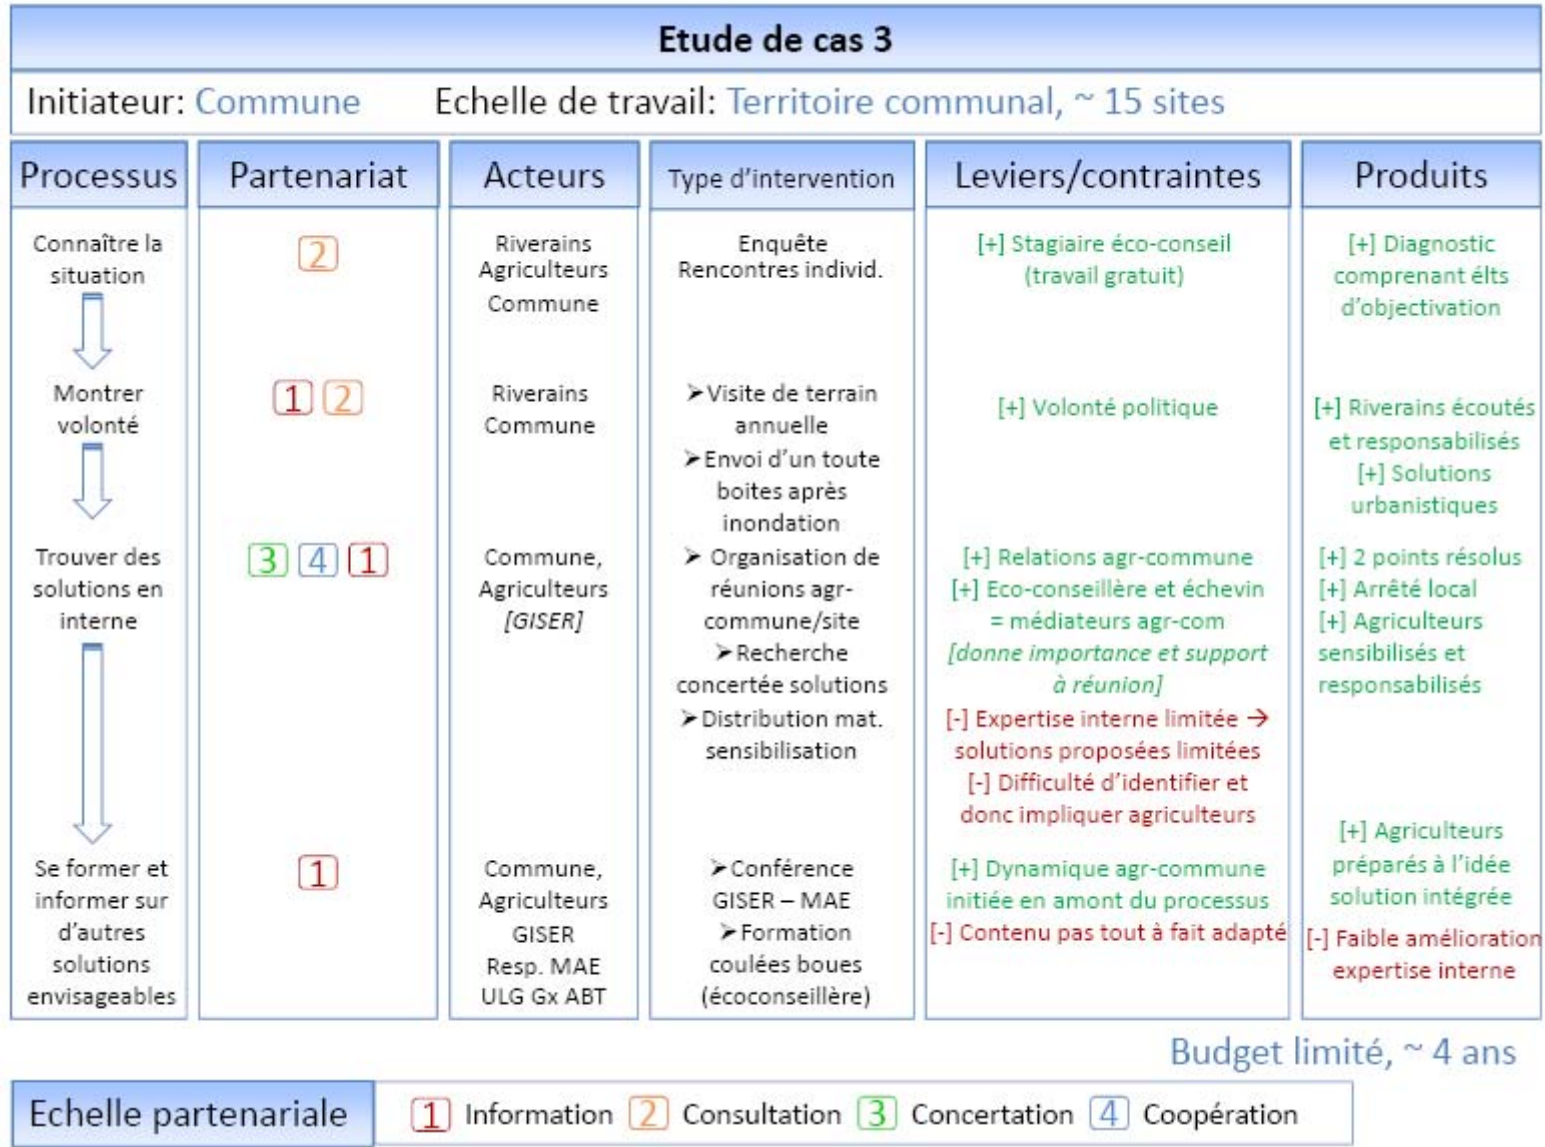 Etude de cas 3
Initiateur: Commune Echelle de travail: Territoire communal, ~ 15 sites
Processus
Partenariat
Acteurs
Type d'intervention
Leviers/contraintes
Produits
Connaître la
situation
2
Riverains
Agriculteurs
Commune
Enquête
Rencontres individ.
[+] Stagiaire éco-conseil
(travail gratuit)
[+] Diagnostic
comprenant élts
d'objectivation
Montrer
volonté
1 2
Riverains
Commune
➤Visite de terrain
annuelle
➤Envoi d'un toute
boites après
inondation
[+] Volonté politique
[+] Riverains écoutés
et responsabilisés
[+] Solutions
urbanistiques
Trouver des
solutions en
interne
3 4 1
Commune,
Agriculteurs
[GISER]
➤ Organisation de
réunions agr-
commune/site
➤Recherche
concertée solutions
➤Distribution mat.
sensibilisation
[+] Relations agr-commune
[+] Eco-conseillère et échevin
= médiateurs agr-com
[donne importance et support
à réunion]
[-] Expertise interne limitée →
solutions proposées limitées
[-] Difficulté d'identifier et
donc impliquer agriculteurs
[+] 2 points résolus
[+] Arrêté local
[+] Agriculteurs
sensibilisés et
responsabilisés
Se former et
informer sur
d'autres
solutions
envisageables
1
Commune,
Agriculteurs
GISER
Resp. MAE
ULG Gx ABT
➤Conférence
GISER – MAE
➤Formation
coulées boues
(écoconseillère)
[+] Dynamique agr-commune
initiée en amont du processus
[-] Contenu pas tout à fait adapté
[+] Agriculteurs
préparés à l'idée
solution intégrée
[-] Faible amélioration
expertise interne
Budget limité, ~ 4 ans
Echelle partenariale
1 Information 2 Consultation 3 Concertation 4 Coopération